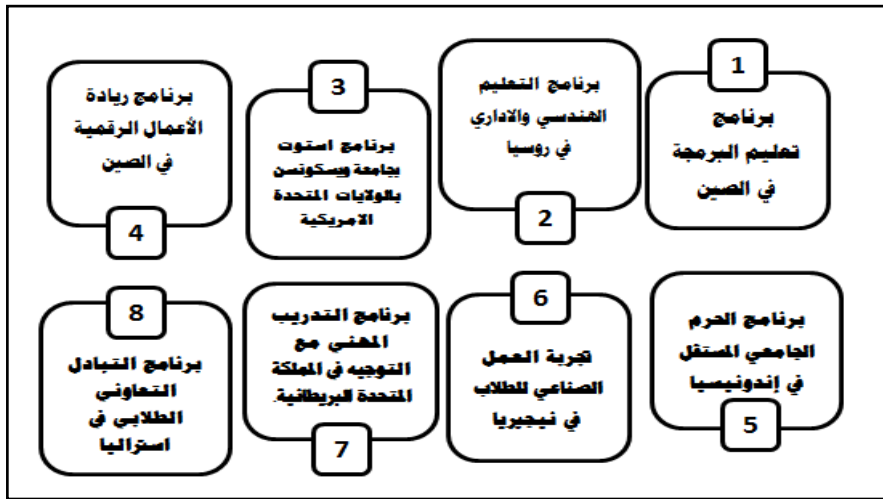 1
برنامج
تعليم البرمجة
في الصين
برنامج التعليم
الهندسي والاداري
في روسيا
2
3
برنامج استوت
بجامعة ويسكونسن
بالولايات المتحدة
الامريكية
برنامج ريادة
الأعمال الرقمية
في الصين
4
برنامج الحرم
الجامعي المستقل
في إندونيسيا
5
6
تجربة العمل
الصناعي للطلاب
في نيجيريا
برنامج التدريب
المهني مع
التوجيه في المملكة
المتحدة البريطانية.
7
8
برنامج التبادل
التعاوني
الطلابي في
استراليا